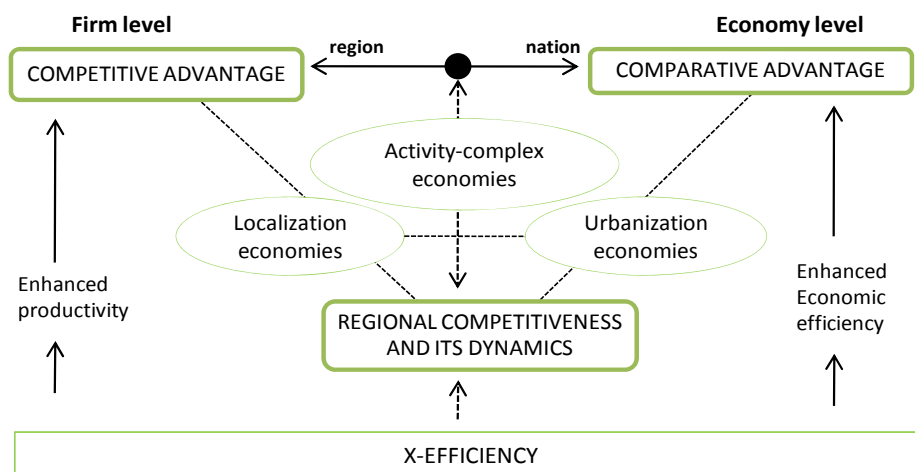 Firm level
Economy level
region
nation
COMPETITIVE ADVANTAGE
COMPARATIVE ADVANTAGE
Activity-complex
economies
Localization
economies
Urbanization
economies
Enhanced
productivity
Enhanced
Economic
efficiency
REGIONAL COMPETITIVENESS
AND ITS DYNAMICS
X-EFFICIENCY